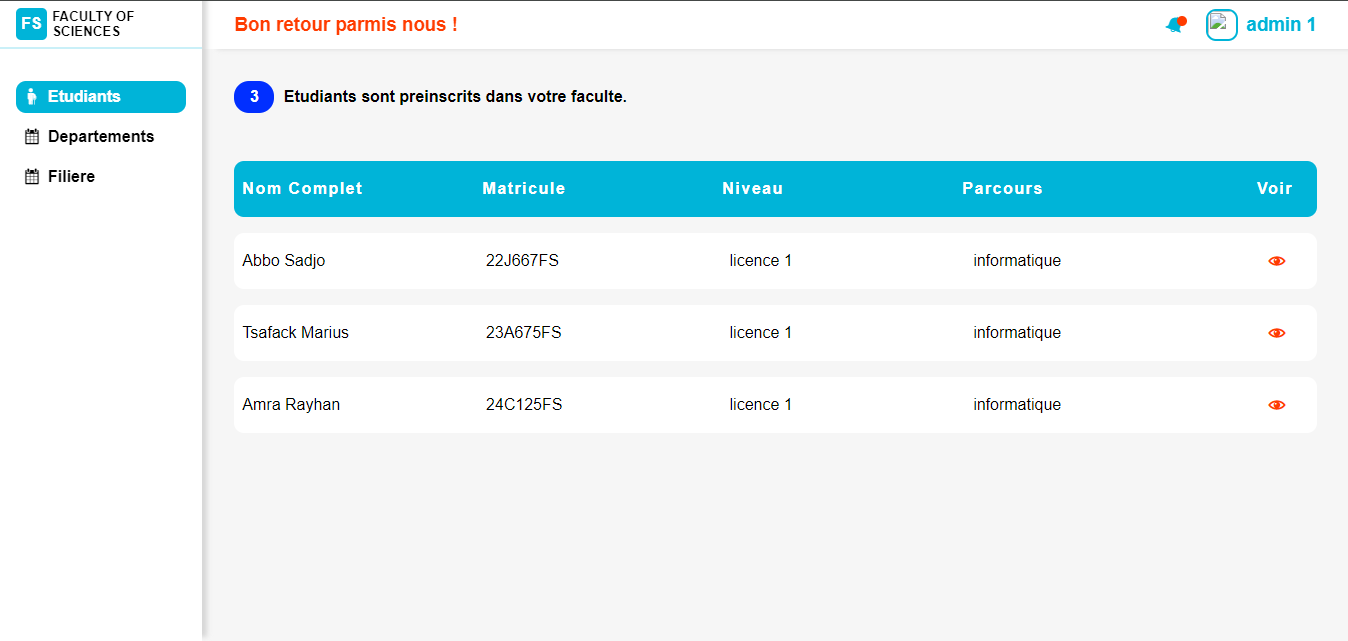 FS FACULTY OF
SCIENCES
Bon retour parmis nous !
admin 1
Etudiants
Departements
Filiere
3 Etudiants sont preinscrits dans votre faculte.
Nom Complet Matricule Niveau Parcours Voir
Abbo Sadjo 22J667FS licence 1 informatique
Tsafack Marius 23A675FS licence 1 informatique
Amra Rayhan 24C125FS licence 1 informatique